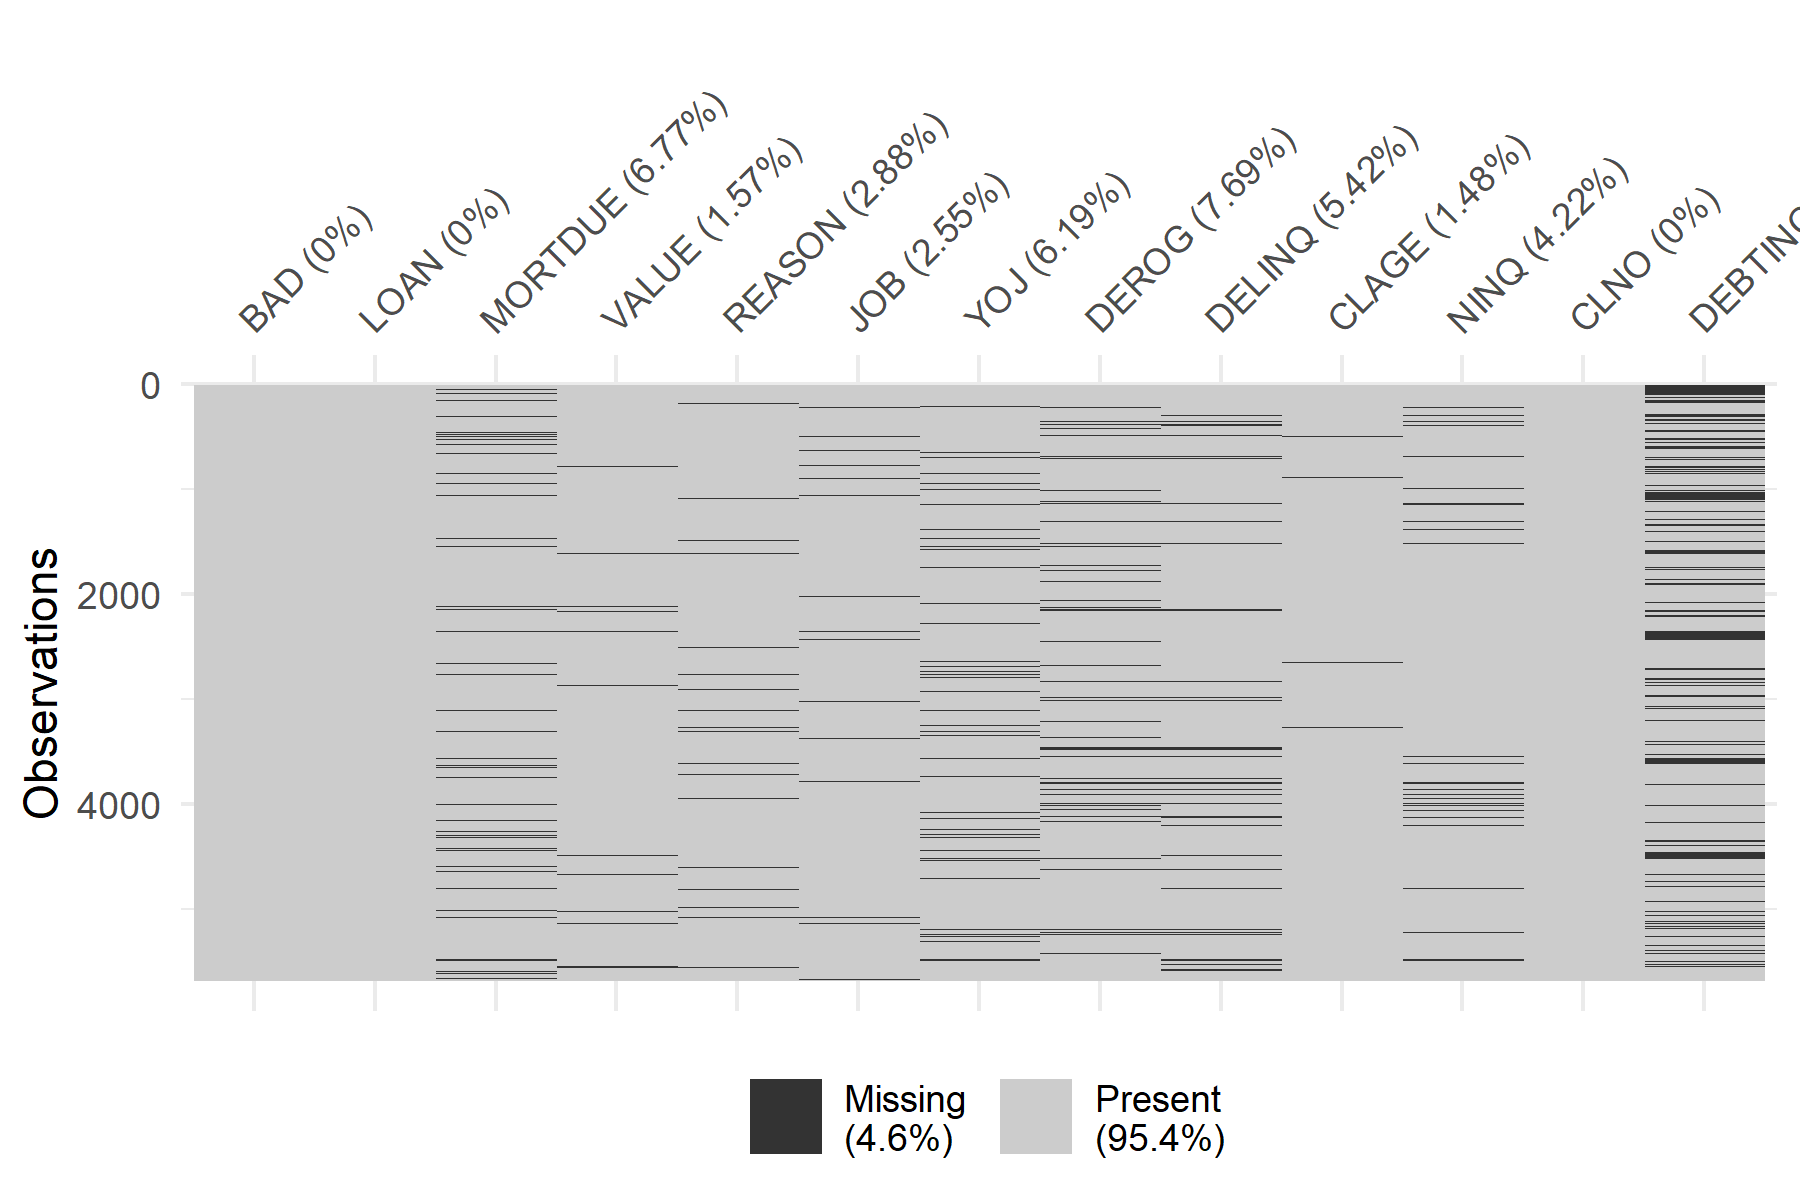 BAD (0%)
LOAN (0%)
MORTDUE (6.77%)
VALUE (1.57%)
REASON (2.88%)
JOB (2.55%)
YOJ (6.19%)
DEROG (7.69%)
DELINQ (5.42%)
CLAGE (1.48%)
NINQ (4.22%)
CLNO (0%)
DEBTINC
0
2000
4000
Observations
Missing
(4.6%)
Present
(95.4%)